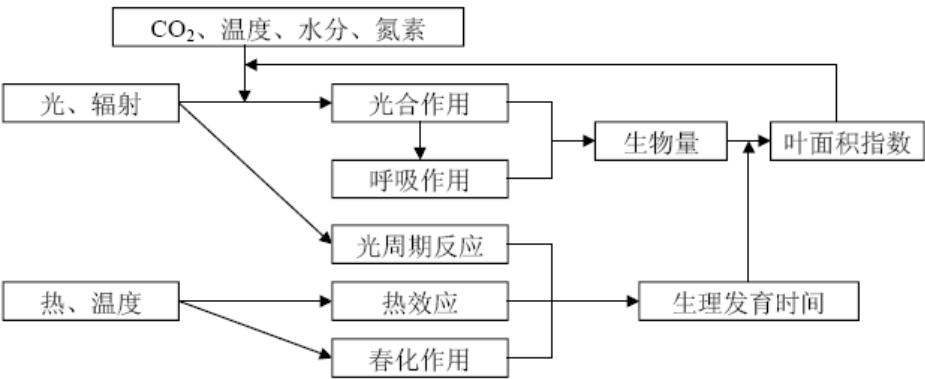 CO₂、温度、水分、氮素
光、辐射
光合作用
生物量
叶面积指数
呼吸作用
光周期反应
热、温度
热效应
生理发育时间
春化作用